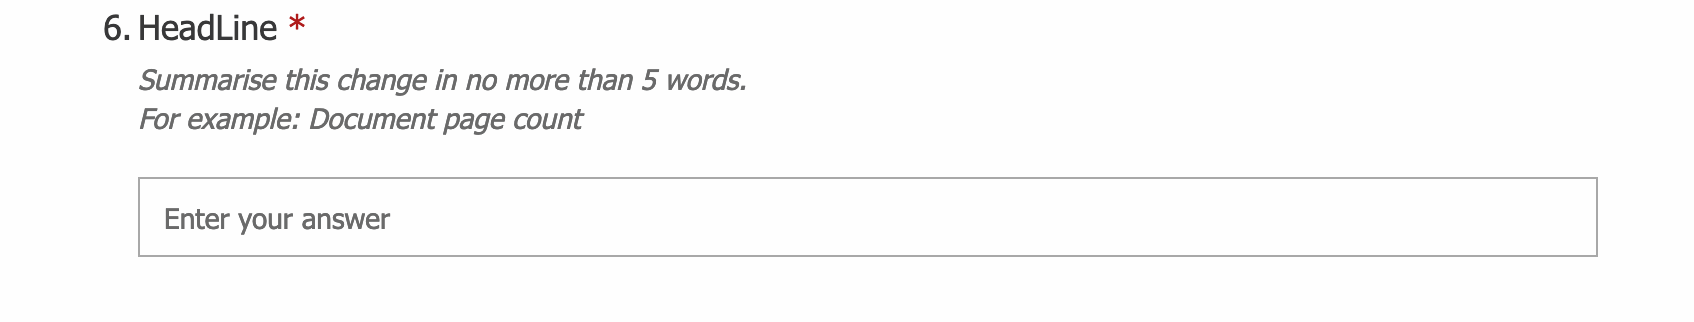 6. HeadLine *
Summarise this change in no more than 5 words.
For example: Document page count
Enter your answer